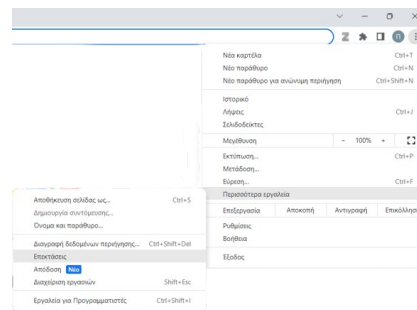 Π
Νέα καρτέλα Ctrl+T
Νέο παράθυρο Ctrl+N
Νέο παράθυρο για ανώνυμη περιήγηση Ctrl+Shift+N
Ιστορικό
Λήψεις Ctrl+J
Σελιδοδείκτες
Μεγέθυνση - 100% +
Εκτύπωση... Ctrl+P
Μετάδοση...
Εύρεση... Ctrl+F
Περισσότερα εργαλεία
Επεξεργασία Αποκοπή Αντιγραφή Επικόλληση
Ρυθμίσεις
Βοήθεια
Έξοδος
Αποθήκευση σελίδας ως... Ctrl+S
Δημιουργία συντόμευσης...
Όνομα και παράθυρο...
Διαγραφή δεδομένων περιήγησης... Ctrl+Shift+Del
Επεκτάσεις
Απόδοση Νέο
Διαχείριση εργασιών Shift+Esc
Εργαλεία για Προγραμματιστές Ctrl+Shift+I